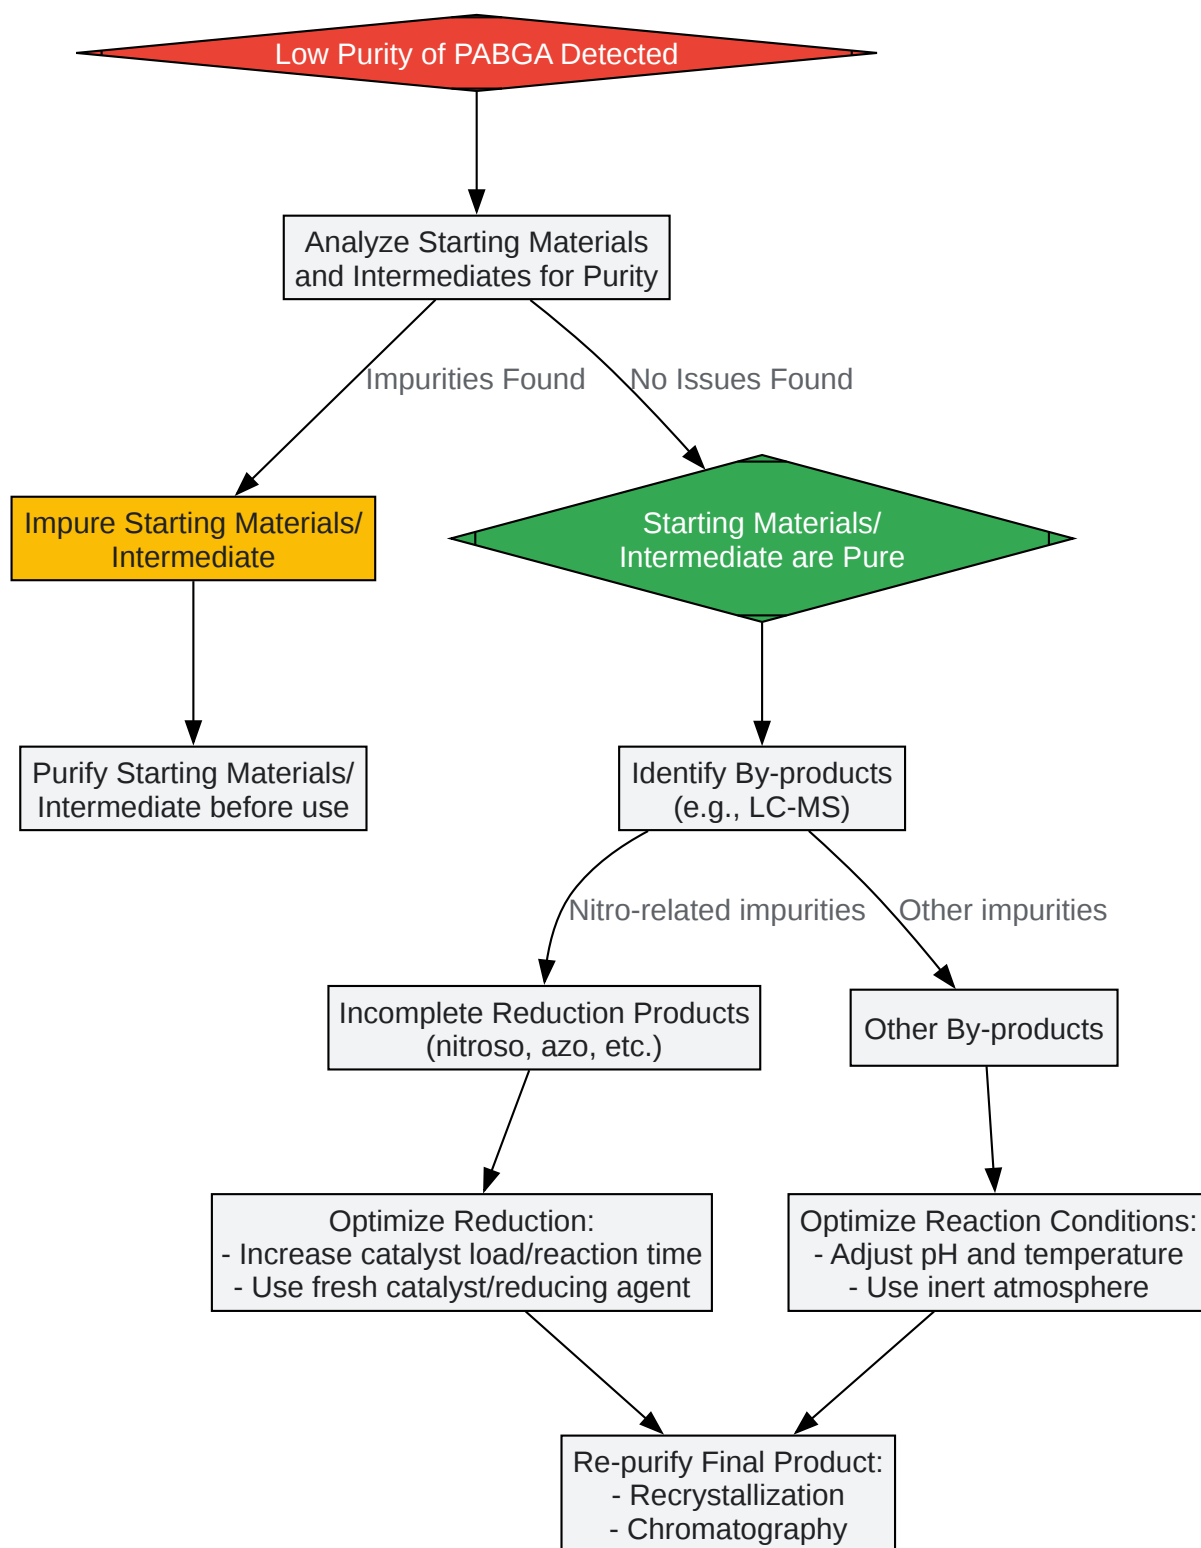 Low Purity of PABGA Detected
Analyze Starting Materials
and Intermediates for Purity
Impurities Found
No Issues Found
Impure Starting Materials/
Intermediate
Starting Materials/
Intermediate are Pure
Purify Starting Materials/
Intermediate before use
Identify By-products
(e.g., LC-MS)
Nitro-related impurities
Other impurities
Incomplete Reduction Products
(nitroso, azo, etc.)
Other By-products
Optimize Reduction:
- Increase catalyst load/reaction time
- Use fresh catalyst/reducing agent
Optimize Reaction Conditions:
- Adjust pH and temperature
- Use inert atmosphere
Re-purify Final Product:
- Recrystallization
- Chromatography